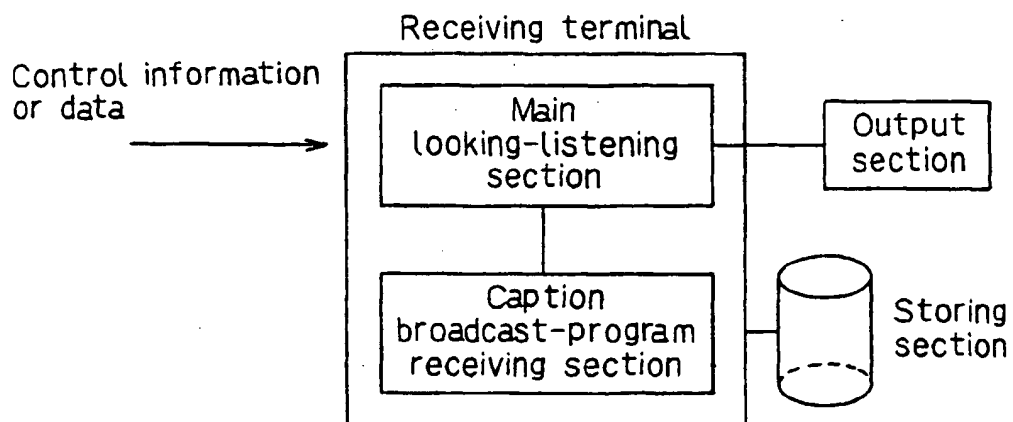 Receiving terminal
Control information
or data
Main
looking-listening
section
Output
section
Caption
broadcast-program
receiving section
Storing
section